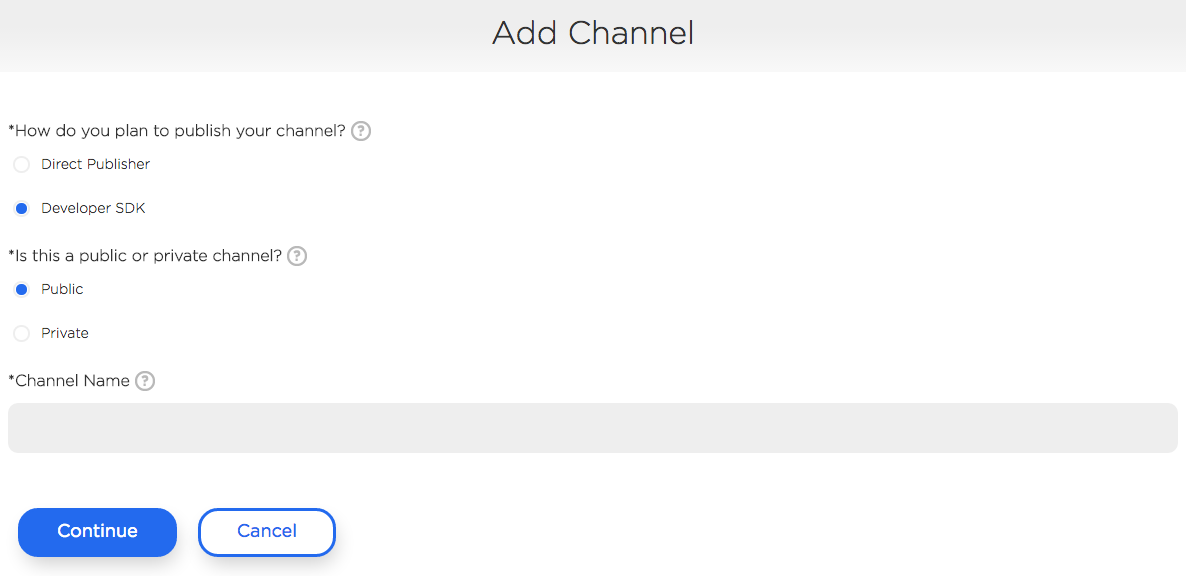 Add Channel
*How do you plan to publish your channel? ?
Direct Publisher
Developer SDK
*Is this a public or private channel? ?
Public
Private
*Channel Name ?
Continue
Cancel